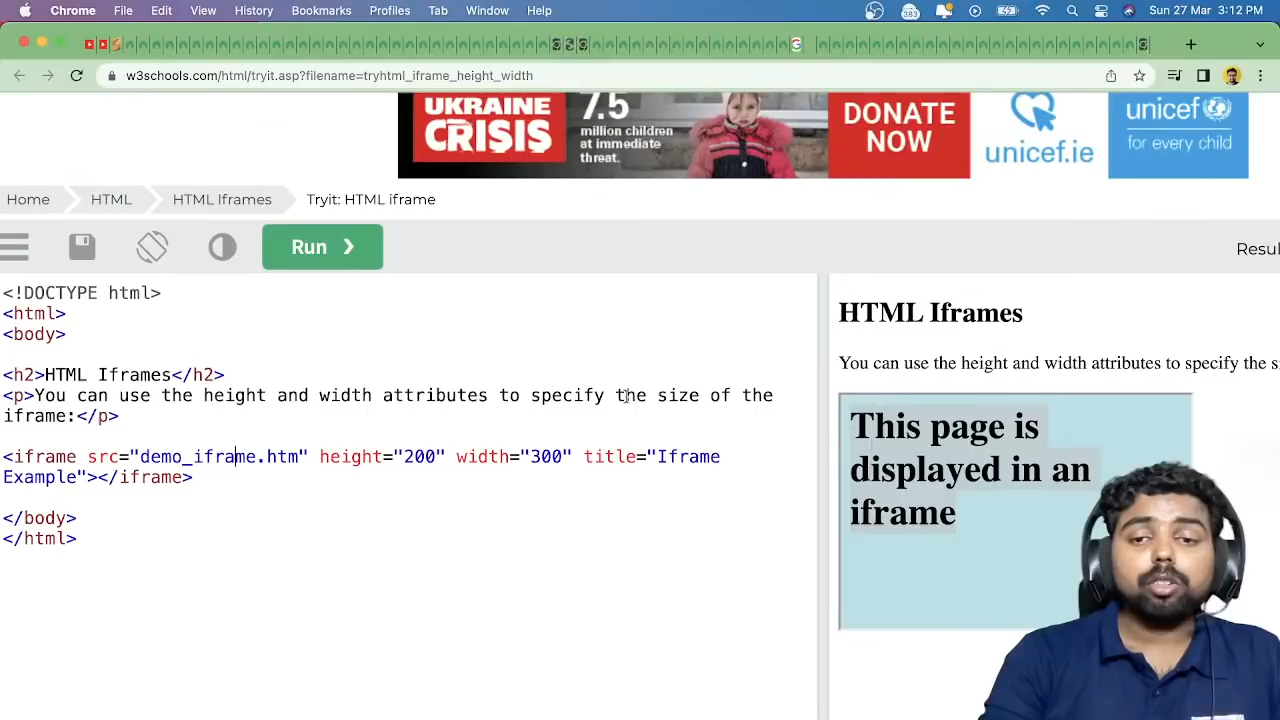 Chrome File Edit View History Bookmarks Profiles Tab Window Help 383 Sun 27 Mar 3:12 PM
w3schools.com/html/tryit.asp?filename=tryhtml_iframe_height_width
UKRAINE
CRISIS
7.5
million children
at immediate
threat.
DONATE
NOW
unicef.ie
unicef
for every child
Home HTML HTML Iframes Tryit: HTML iframe
Run ❯
Resul
<!DOCTYPE html>
<html>
<body>
<h2>HTML Iframes</h2>
<p>You can use the height and width attributes to specify the size of the
iframe:</p>
<iframe src="demo_iframe.htm" height="200" width="300" title="Iframe
Example"></iframe>
</body>
</html>
HTML Iframes
You can use the height and width attributes to specify the s
This page is
displayed in an
iframe